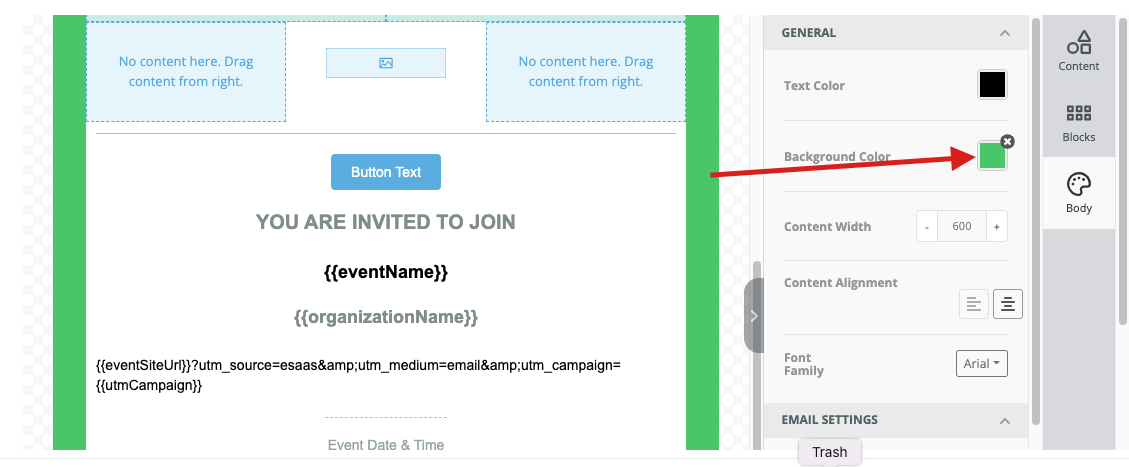 No content here. Drag
content from right.
No content here. Drag
content from right.
Button Text
YOU ARE INVITED TO JOIN
{{eventName}}
{{organizationName}}
{{eventSiteUrl}}?utm_source=esaas&amp;utm_medium=email&amp;utm_campaign=
{{utmCampaign}}
Event Date & Time
GENERAL
Text Color
Background Color
Content Width
- 600 +
Content Alignment
Font
Family
Arial
EMAIL SETTINGS
Trash
Content
Blocks
Body